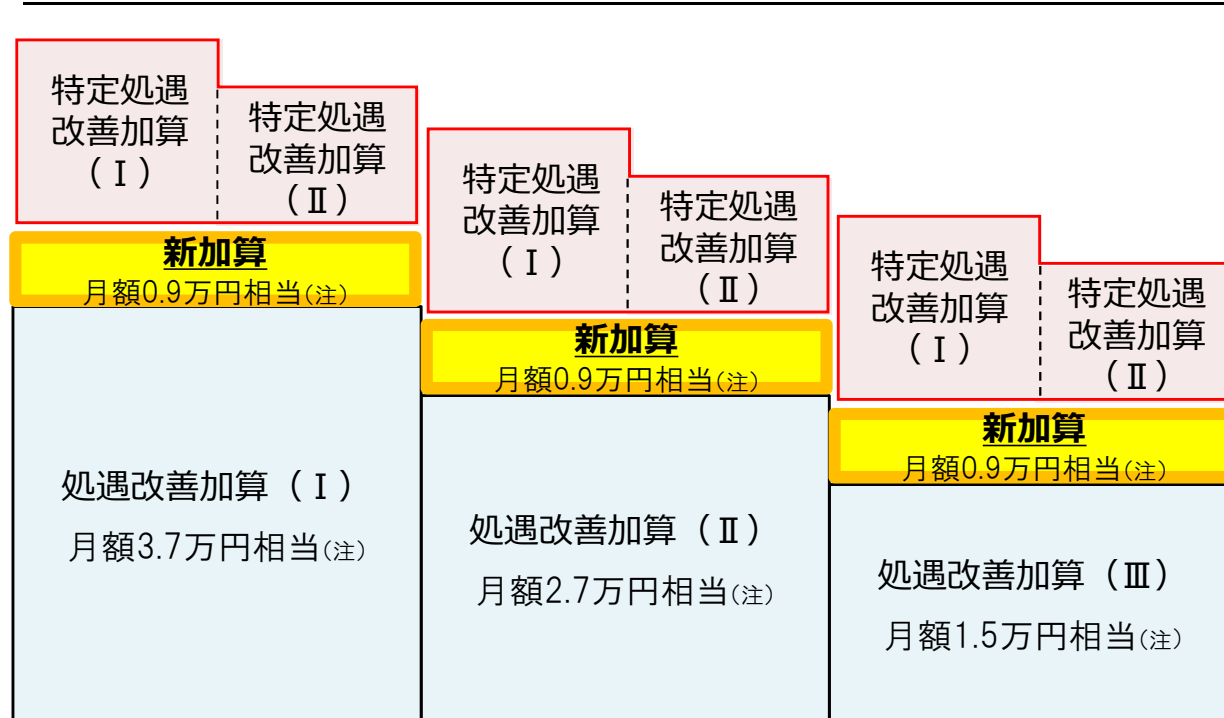 特定処遇
改善加算
（Ⅰ）
特定処遇
改善加算
（Ⅱ）
新加算
月額0.9万円相当(注)
処遇改善加算（Ⅰ）
月額3.7万円相当(注)
特定処遇
改善加算
（Ⅰ）
特定処遇
改善加算
（Ⅱ）
新加算
月額0.9万円相当(注)
処遇改善加算（Ⅱ）
月額2.7万円相当(注)
特定処遇
改善加算
（Ⅰ）
特定処遇
改善加算
（Ⅱ）
新加算
月額0.9万円相当(注)
処遇改善加算（Ⅲ）
月額1.5万円相当(注)